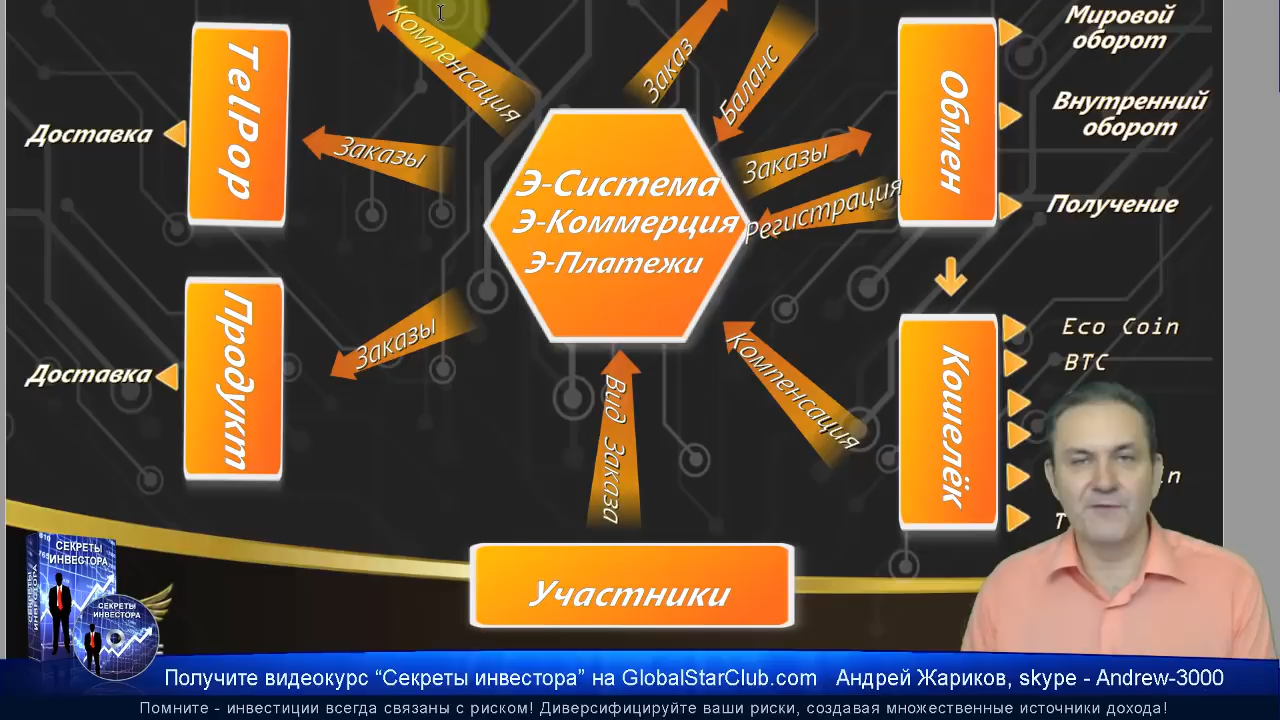 Мировой
оборот
Компенсация
Заказ
Баланс
TelPop
Обмен
Внутренний
оборот
Доставка
Заказы
Заказы
Э-Система
Э-Коммерция
Э-Платежи
Регистрация
Получение
Продукт
Доставка
Заказы
Кошелёк
Eco Coin
BTC
Компенсация
Вид Заказа
Участники
СЕКРЕТЫ
ИНВЕСТОРА
СЕКРЕТЫ
ИНВЕСТОРА
Получите видеокурс “Секреты инвестора” на GlobalStarClub.com Андрей Жариков, skype - Andrew-3000
Помните - инвестиции всегда связаны с риском! Диверсифицируйте ваши риски, создавая множественные источники дохода!